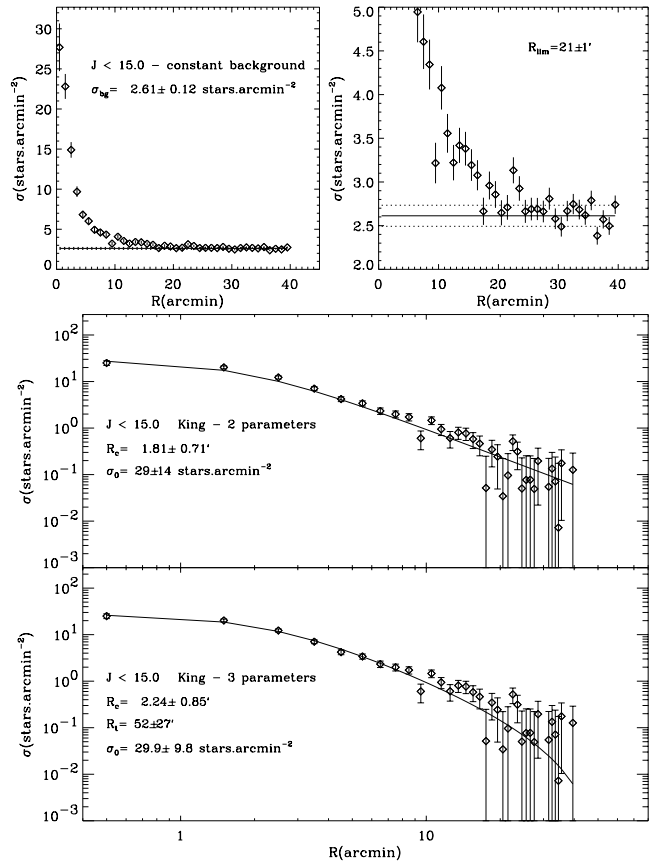 σ(stars.arcmin⁻²)
30
25
20
15
10
5
0
J < 15.0 – constant background
σbg= 2.61± 0.12 stars.arcmin⁻²
0 10 20 30 40
R(arcmin)
σ(stars.arcmin⁻²)
5.0
4.5
4.0
3.5
3.0
2.5
2.0
Rlim=21±1′
0 10 20 30 40
R(arcmin)
σ(stars.arcmin⁻²)
10²
10¹
10⁰
10⁻¹
10⁻²
10⁻³
J < 15.0 King – 2 parameters
Rc= 1.81± 0.71′
σ0= 29±14 stars.arcmin⁻²
σ(stars.arcmin⁻²)
10²
10¹
10⁰
10⁻¹
10⁻²
10⁻³
J < 15.0 King – 3 parameters
Rc= 2.24± 0.85′
Rt= 52±27′
σ0= 29.9± 9.8 stars.arcmin⁻²
1 10
R(arcmin)